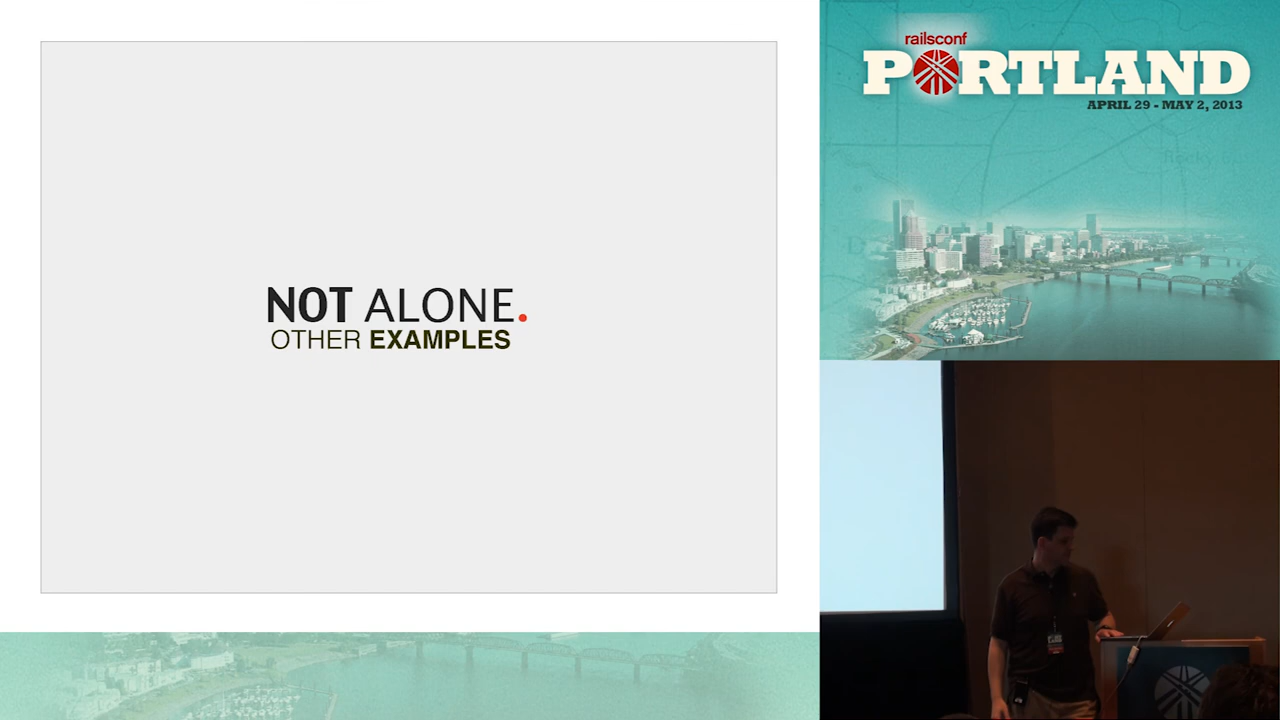 NOT ALONE.
OTHER EXAMPLES
railsconf
PORTLAND
APRIL 29 - MAY 2, 2013